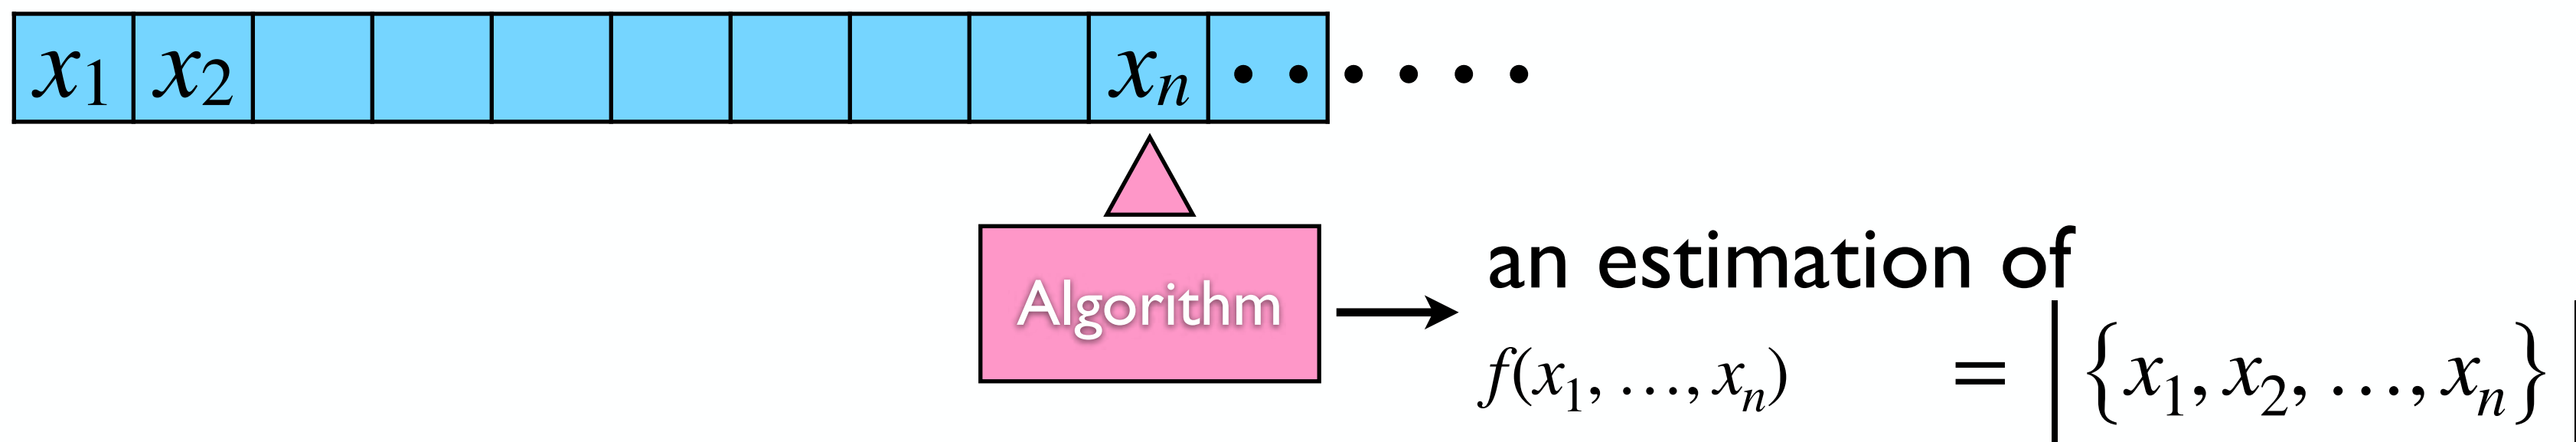 x₁ x₂ xₙ ⋅ ⋅ ⋅ ⋅ ⋅ ⋅
Algorithm
an estimation of
f(x₁, …, xₙ) = |{x₁, x₂, …, xₙ}|